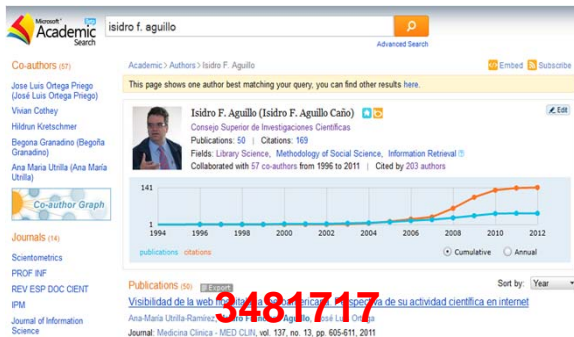 Microsoft Beta
Academic
Search
isidro f. aguillo
Advanced Search
Co-authors (57)
Jose Luis Ortega Priego
(José Luis Ortega Priego)
Vivian Cothey
Hildrun Kretschmer
Begona Granadino (Begoña
Granadino)
Ana Maria Utrilla (Ana María
Utrilla)
Co-author Graph
Journals (14)
Scientometrics
PROF INF
REV ESP DOC CIENT
IPM
Journal of Information
Science
Academic > Authors > Isidro F. Aguillo
Embed Subscribe
This page shows one author best matching your query, you can find other results here.
Isidro F. Aguillo (Isidro F. Aguillo Caño)
Edit
Consejo Superior de Investigaciones Científicas
Publications: 50 | Citations: 169
Fields: Library Science, Methodology of Social Science, Information Retrieval
Collaborated with 57 co-authors from 1996 to 2011 | Cited by 203 authors
141
1
1994 1996 1998 2000 2002 2004 2006 2008 2010 2012
publications citations
Cumulative Annual
Publications (50) Export
Sort by: Year
Visibilidad de la web de su actividad científica en internet
3481717
Ana-María Utrilla-Ramírez, Aguillo, José Luis Ortega
Journal: Medicina Clinica - MED CLIN, vol. 137, no. 13, pp. 605-611, 2011